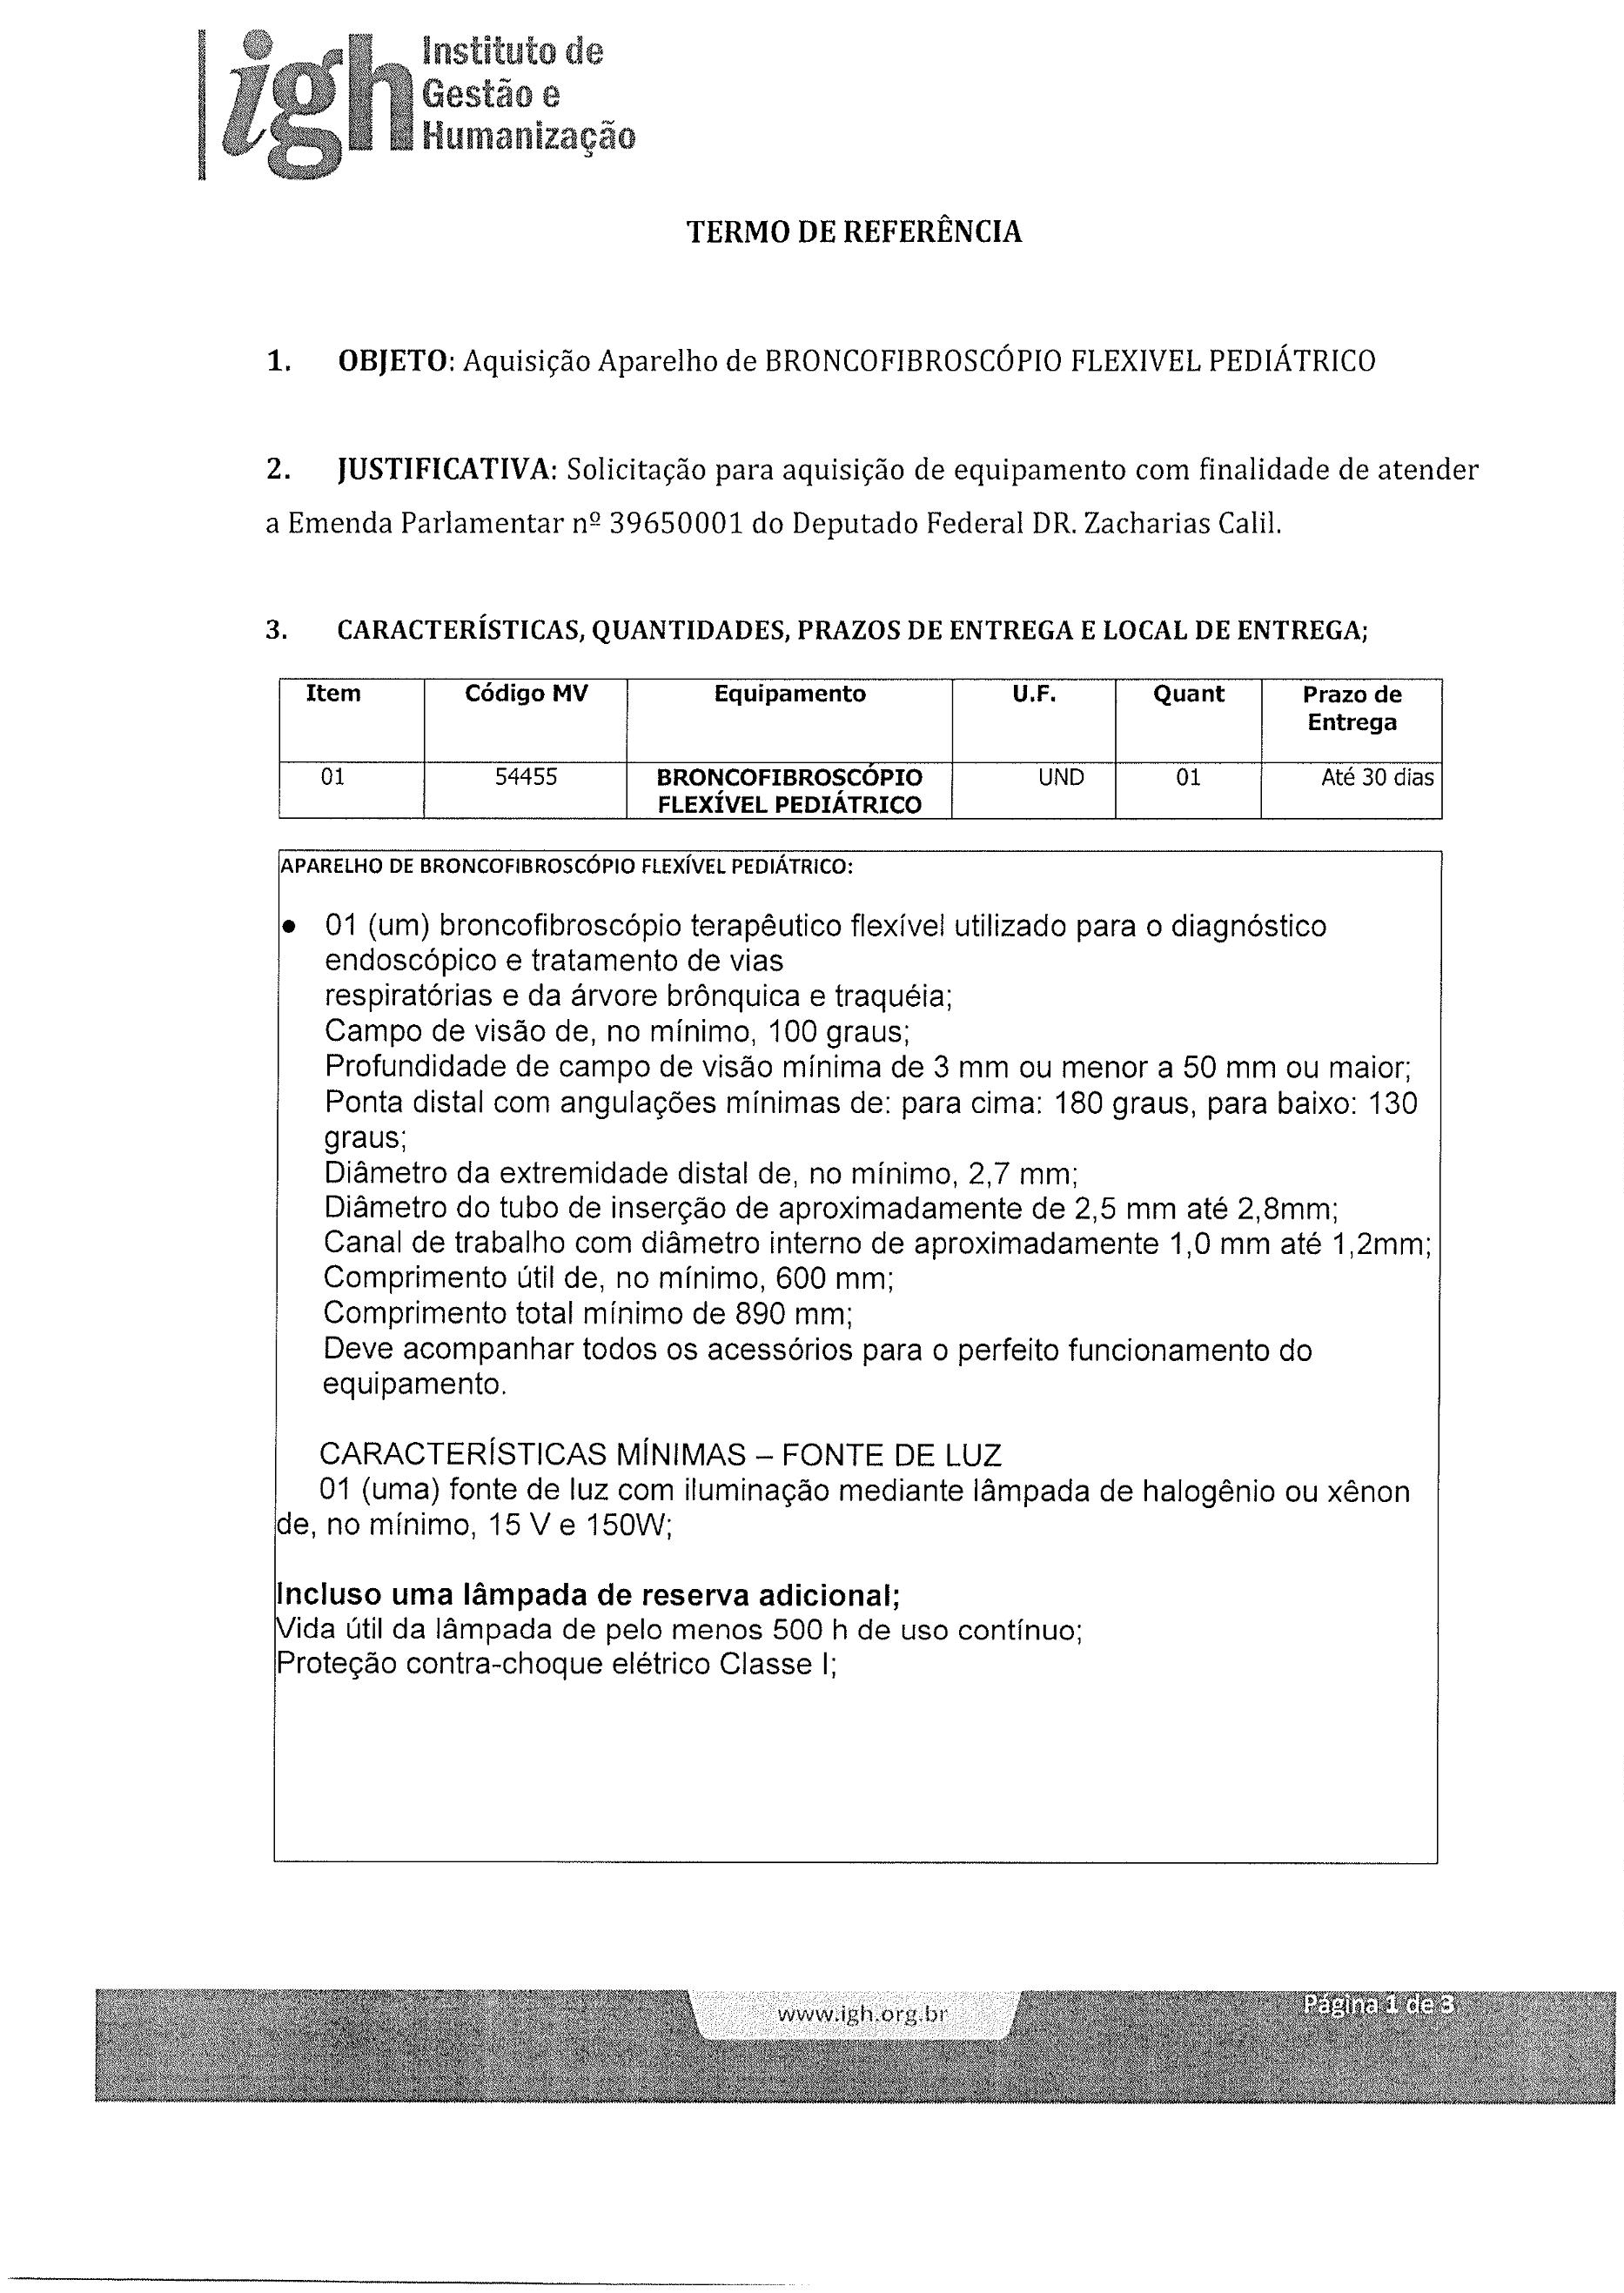 igh Instituto de
Gestão e
Humanização
TERMO DE REFERÊNCIA
1. OBJETO: Aquisição Aparelho de BRONCOFIBROSCÓPIO FLEXIVEL PEDIÁTRICO
2. JUSTIFICATIVA: Solicitação para aquisição de equipamento com finalidade de atender
a Emenda Parlamentar nº 39650001 do Deputado Federal DR. Zacharias Calil.
3. CARACTERÍSTICAS, QUANTIDADES, PRAZOS DE ENTREGA E LOCAL DE ENTREGA;
Item Código MV Equipamento U.F. Quant Prazo de
Entrega
01 54455 BRONCOFIBROSCÓPIO UND 01 Até 30 dias
FLEXÍVEL PEDIÁTRICO
APARELHO DE BRONCOFIBROSCÓPIO FLEXÍVEL PEDIÁTRICO:
• 01 (um) broncofibroscópio terapêutico flexível utilizado para o diagnóstico
endoscópico e tratamento de vias
respiratórias e da árvore brônquica e traquéia;
Campo de visão de, no mínimo, 100 graus;
Profundidade de campo de visão mínima de 3 mm ou menor a 50 mm ou maior;
Ponta distal com angulações mínimas de: para cima: 180 graus, para baixo: 130
graus;
Diâmetro da extremidade distal de, no mínimo, 2,7 mm;
Diâmetro do tubo de inserção de aproximadamente de 2,5 mm até 2,8mm;
Canal de trabalho com diâmetro interno de aproximadamente 1,0 mm até 1,2mm;
Comprimento útil de, no mínimo, 600 mm;
Comprimento total mínimo de 890 mm;
Deve acompanhar todos os acessórios para o perfeito funcionamento do
equipamento.
CARACTERÍSTICAS MÍNIMAS – FONTE DE LUZ
01 (uma) fonte de luz com iluminação mediante lâmpada de halogênio ou xênon
de, no mínimo, 15 V e 150W;
Incluso uma lâmpada de reserva adicional;
Vida útil da lâmpada de pelo menos 500 h de uso contínuo;
Proteção contra-choque elétrico Classe I;
www.igh.org.br
Página 1 de 3